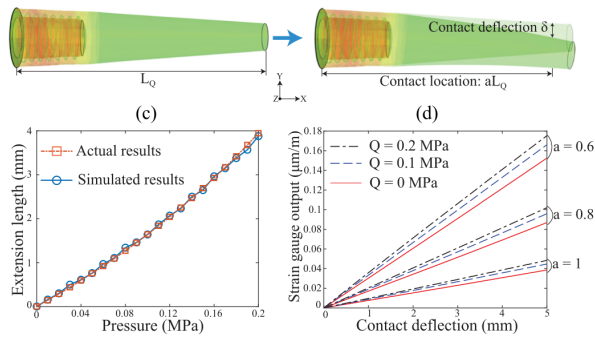 Contact deflection δ
L_Q
Y
Z X
Contact location: aL_Q
(c)
(d)
Extension length (mm)
4
3
2
1
0
Actual results
Simulated results
0 0.04 0.08 0.12 0.16 0.2
Pressure (MPa)
Strain gauge output (μm/m)
0.18
0.16
0.14
0.12
0.1
0.08
0.06
0.04
0.02
0
Q = 0.2 MPa
Q = 0.1 MPa
Q = 0 MPa
a = 0.6
a = 0.8
a = 1
0 1 2 3 4 5
Contact deflection (mm)